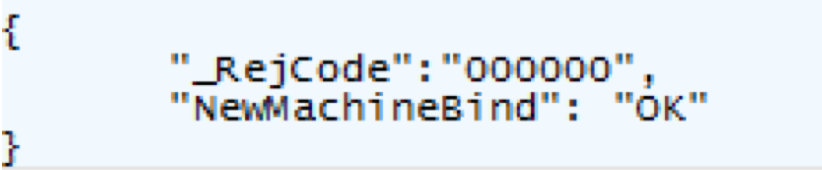 {
"_RejCode":"000000",
"NewMachineBind": "OK"
}